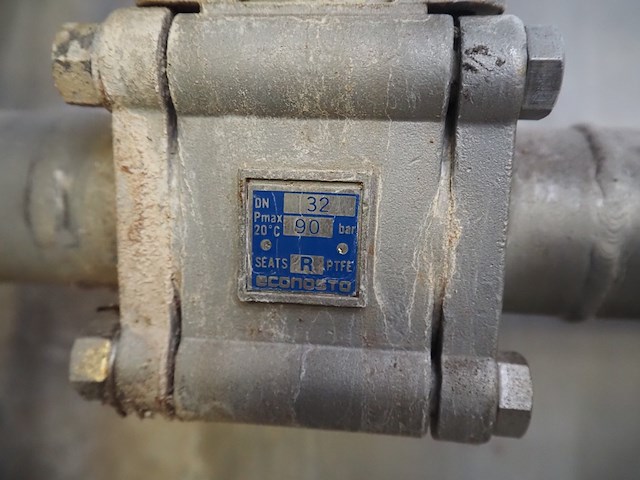 DN 32
Pmax 90 bar
20°C
SEATS R PTFE
econosto